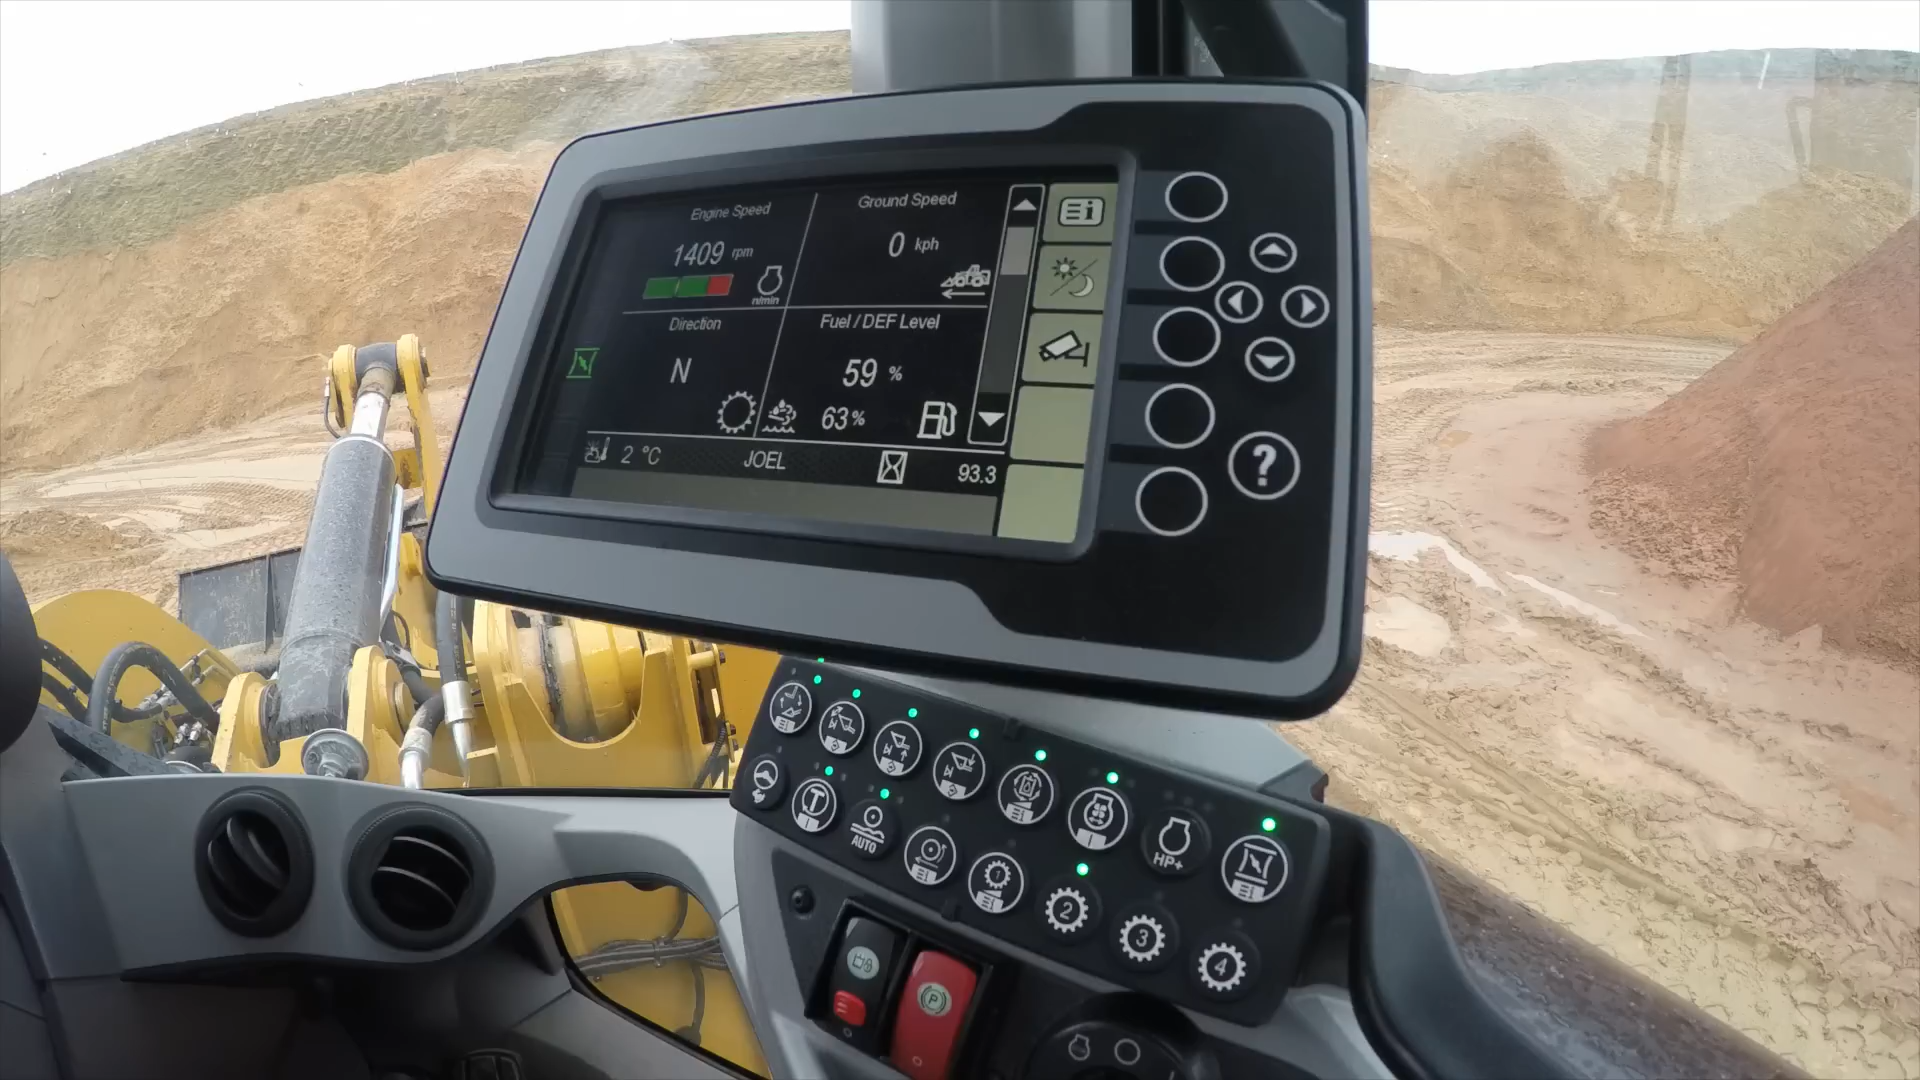 Engine Speed
1409 rpm
n/min
Ground Speed
0 kph
Direction
N
Fuel / DEF Level
59 %
63%
2 °C
JOEL
93.3
?
AUTO
HP+
1
2
3
4
P